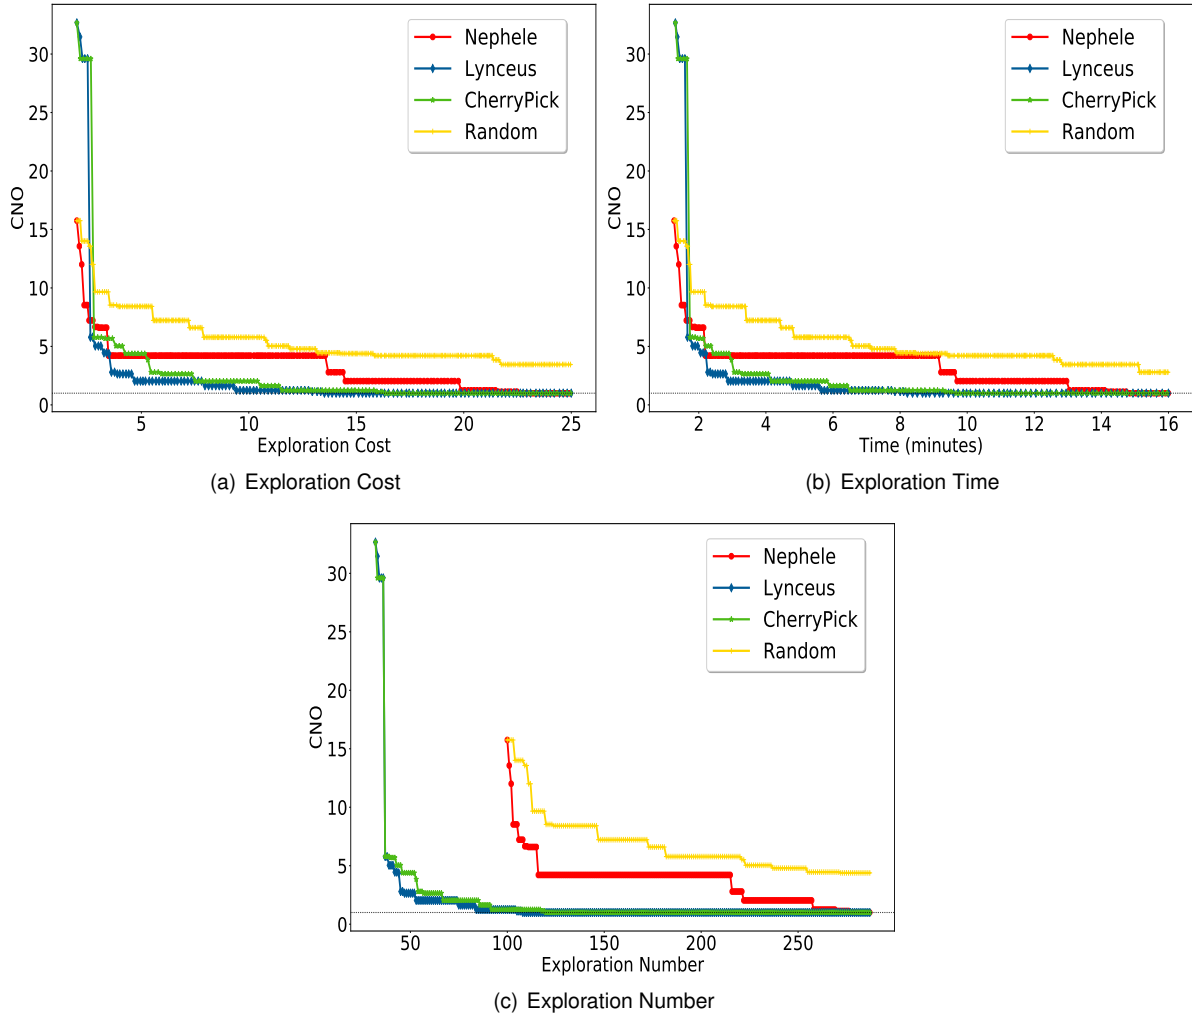 30
25
20
15
10
5
0
CNO
Nephele
Lynceus
CherryPick
Random
5 10 15 20 25
Exploration Cost
(a) Exploration Cost
30
25
20
15
10
5
0
CNO
Nephele
Lynceus
CherryPick
Random
2 4 6 8 10 12 14 16
Time (minutes)
(b) Exploration Time
30
25
20
15
10
5
0
CNO
Nephele
Lynceus
CherryPick
Random
50 100 150 200 250
Exploration Number
(c) Exploration Number